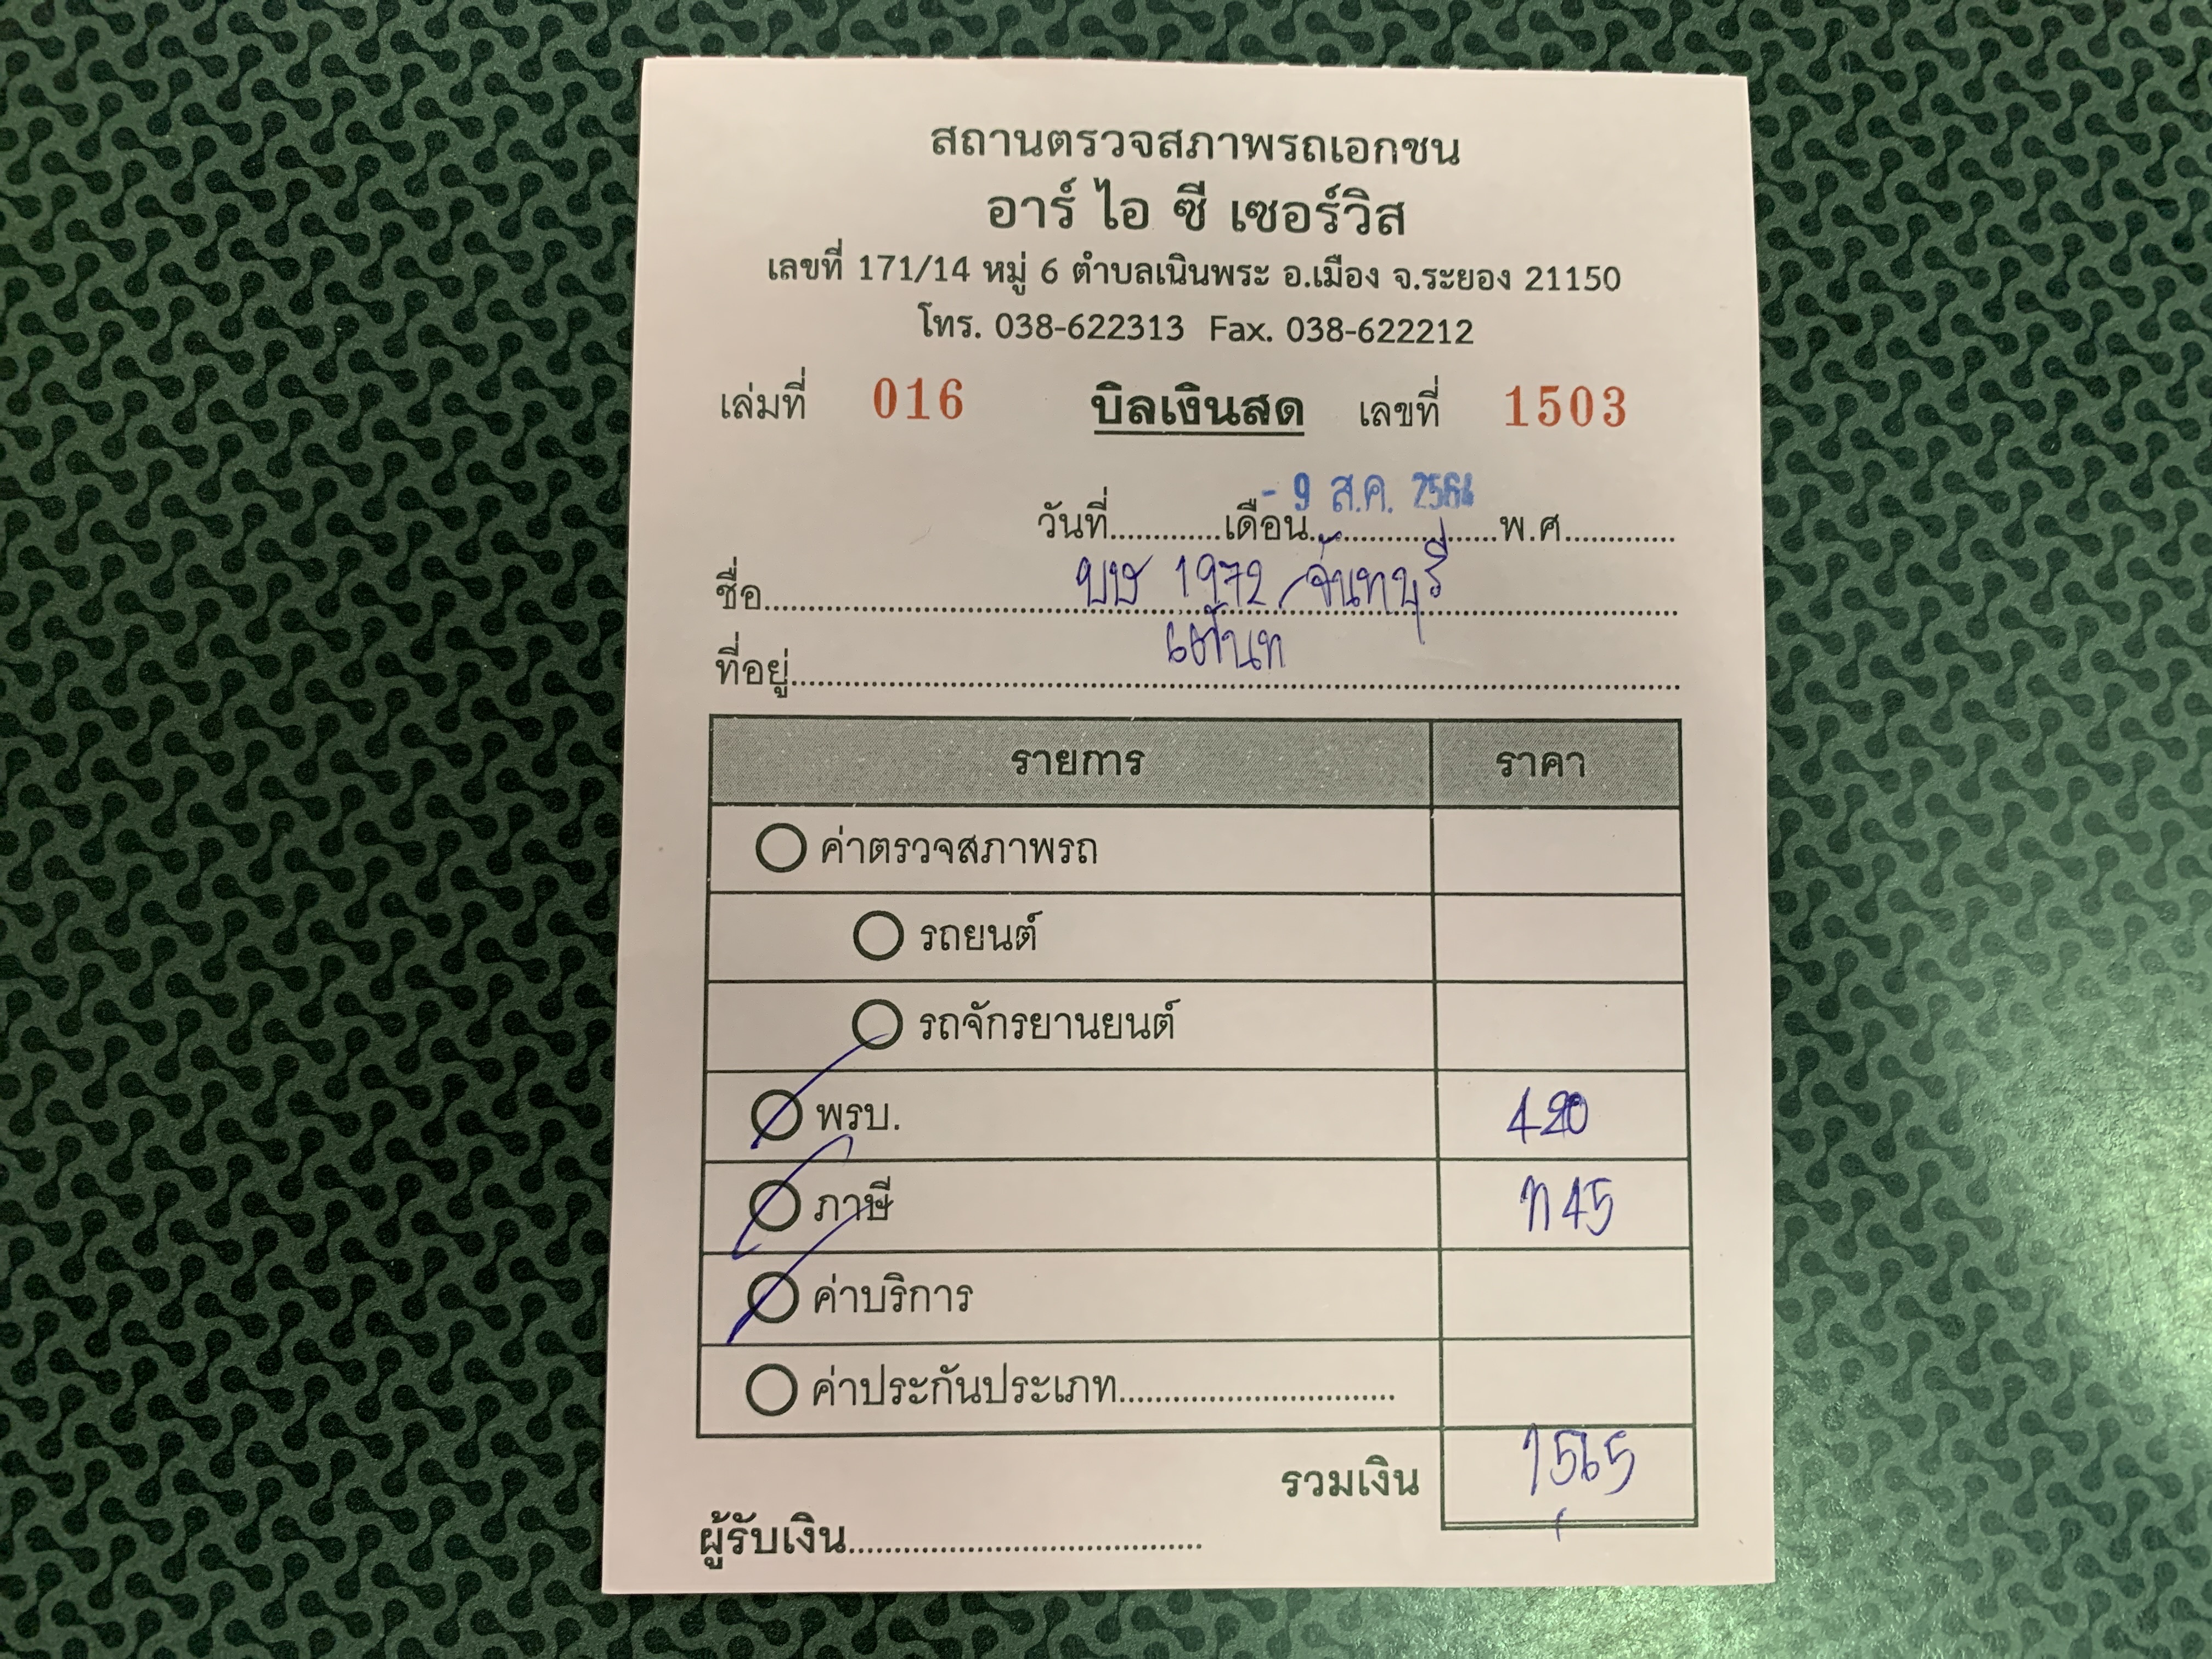 สถานตรวจสภาพรถเอกชน
อาร์ ไอ ซี เซอร์วิส
เลขที่ 171/14 หมู่ 6 ตำบลเนินพระ อ.เมือง จ.ระยอง 21150
โทร. 038-622313 Fax. 038-622212
เล่มที่ 016 บิลเงินสด เลขที่ 1503
- 9 ส.ค. 2564
วันที่............เดือน....................พ.ศ............
ชื่อ 1972 จันทบุรี
ที่อยู่
รายการ ราคา
ค่าตรวจสภาพรถ
รถยนต์
รถจักรยานยนต์
พรบ. 420
ภาษี 1145
ค่าบริการ
ค่าประกันประเภท..............................
รวมเงิน 1565
ผู้รับเงิน......................................